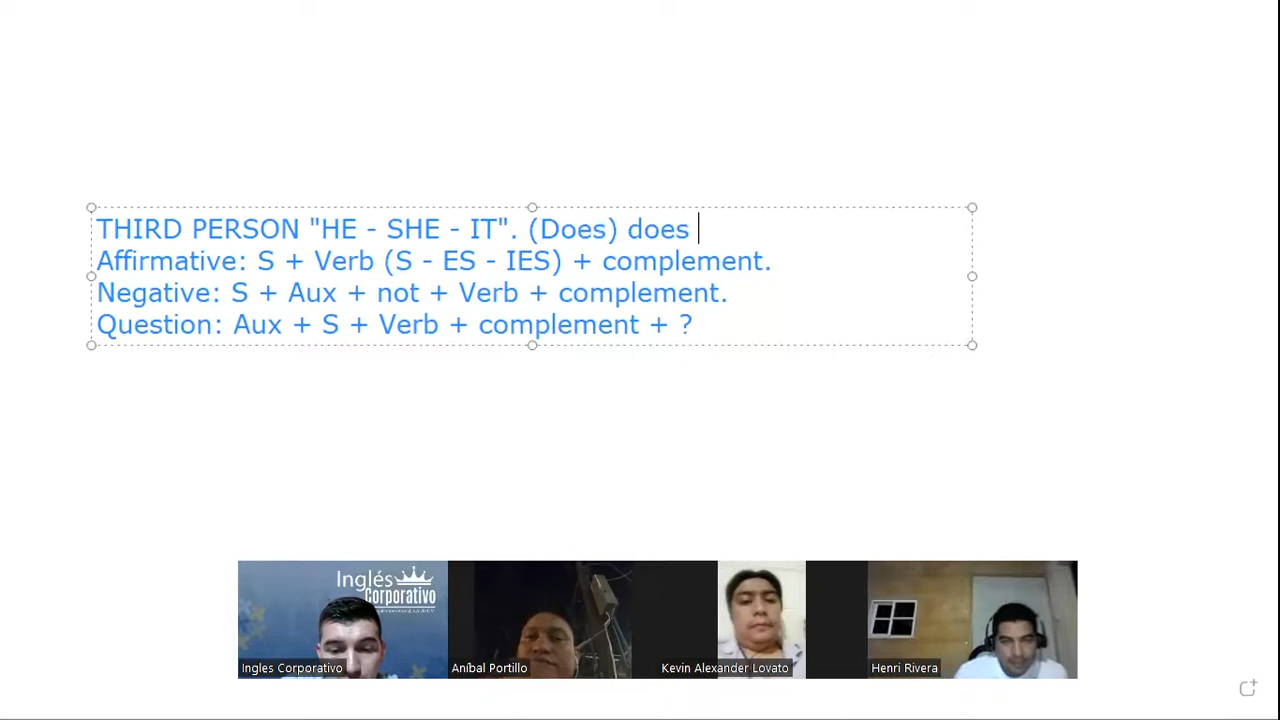 THIRD PERSON "HE - SHE - IT". (Does) does
Affirmative: S + Verb (S - ES - IES) + complement.
Negative: S + Aux + not + Verb + complement.
Question: Aux + S + Verb + complement + ?
Inglés
Corporativo
Ingles Corporativo
Aníbal Portillo
Kevin Alexander Lovato
Henri Rivera